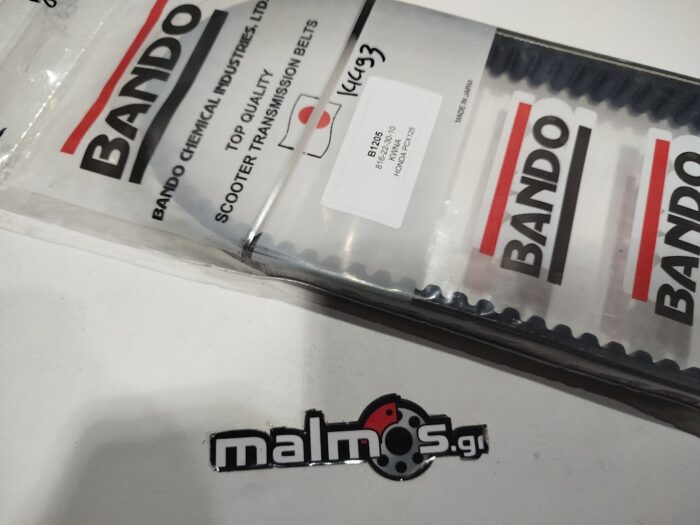 BANDO
BANDO CHEMICAL INDUSTRIES, LTD.
TOP QUALITY
SCOOTER TRANSMISSION BELTS
14493
B1205
816-22-30-10
KWNA
HONDA PCX125
MADE IN JAPAN
BANDO
BANDO
malmos.gr